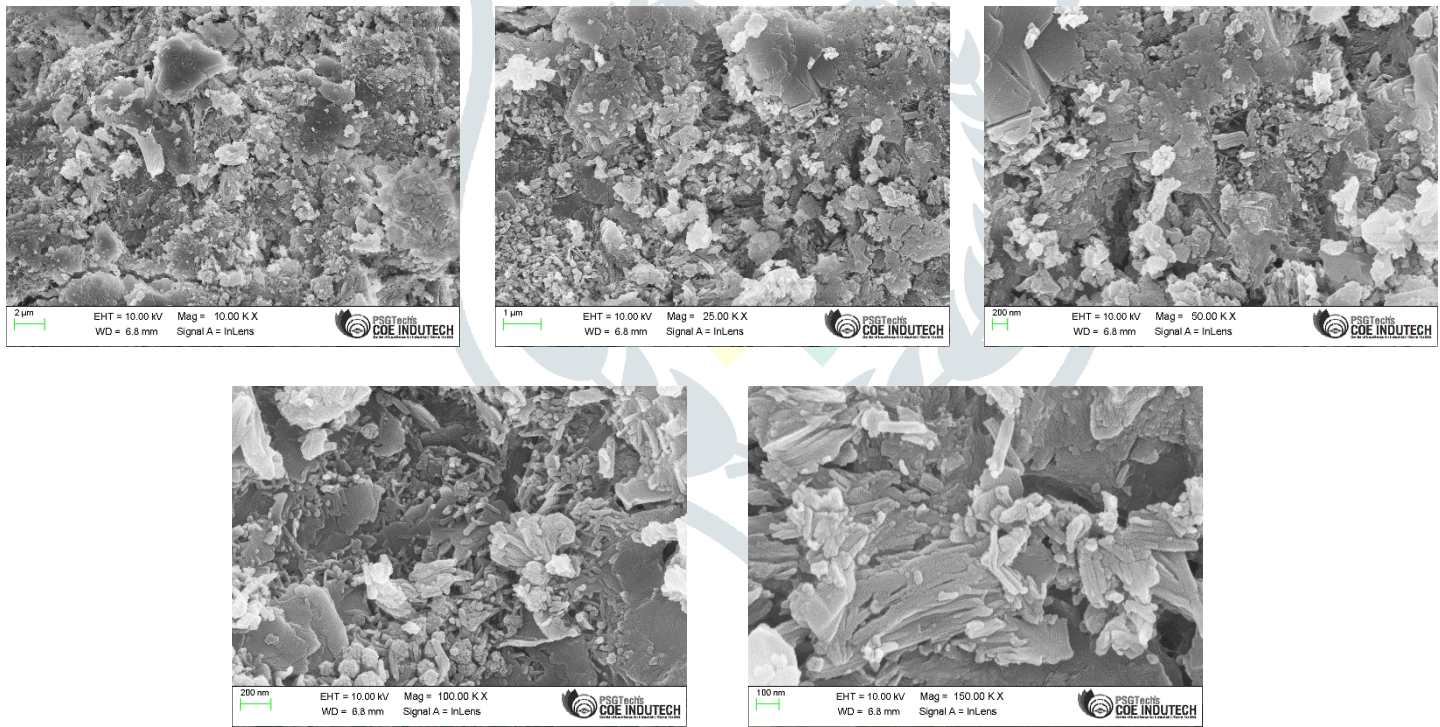 2 µm
EHT = 10.00 kV Mag = 10.00 K X
WD = 6.8 mm Signal A = InLens
PSGTech's
COE INDUTECH
1 µm
EHT = 10.00 kV Mag = 25.00 K X
WD = 6.8 mm Signal A = InLens
PSGTech's
COE INDUTECH
200 nm
EHT = 10.00 kV Mag = 50.00 K X
WD = 6.8 mm Signal A = InLens
PSGTech's
COE INDUTECH
200 nm
EHT = 10.00 kV Mag = 100.00 K X
WD = 6.8 mm Signal A = InLens
PSGTech's
COE INDUTECH
100 nm
EHT = 10.00 kV Mag = 150.00 K X
WD = 6.8 mm Signal A = InLens
PSGTech's
COE INDUTECH